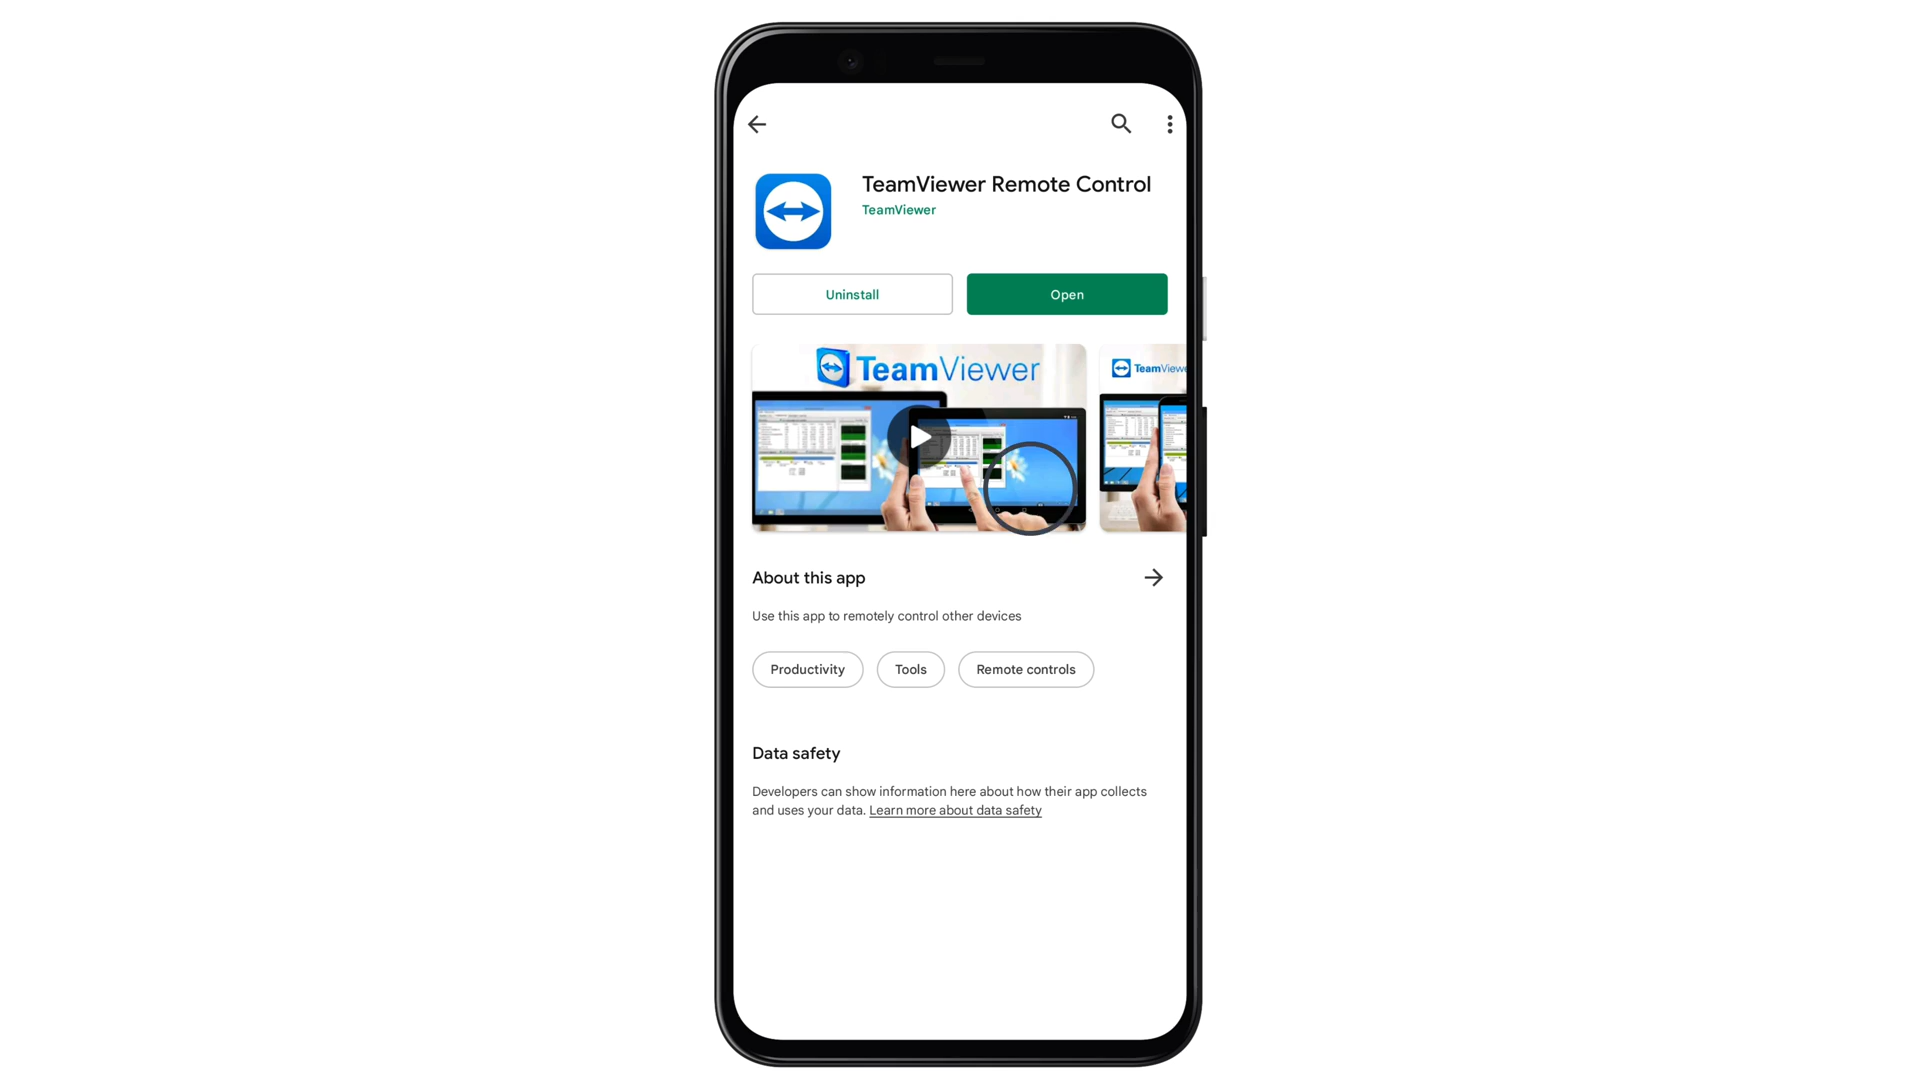 TeamViewer Remote Control
TeamViewer
Uninstall
Open
TeamViewer
TeamView
About this app
Use this app to remotely control other devices
Productivity
Tools
Remote controls
Data safety
Developers can show information here about how their app collects
and uses your data. Learn more about data safety